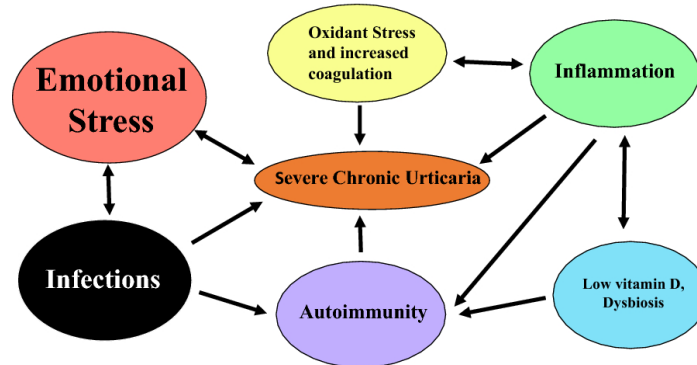 Emotional
Stress
Oxidant Stress
and increased
coagulation
Inflammation
Severe Chronic Urticaria
Infections
Autoimmunity
Low vitamin D,
Dysbiosis